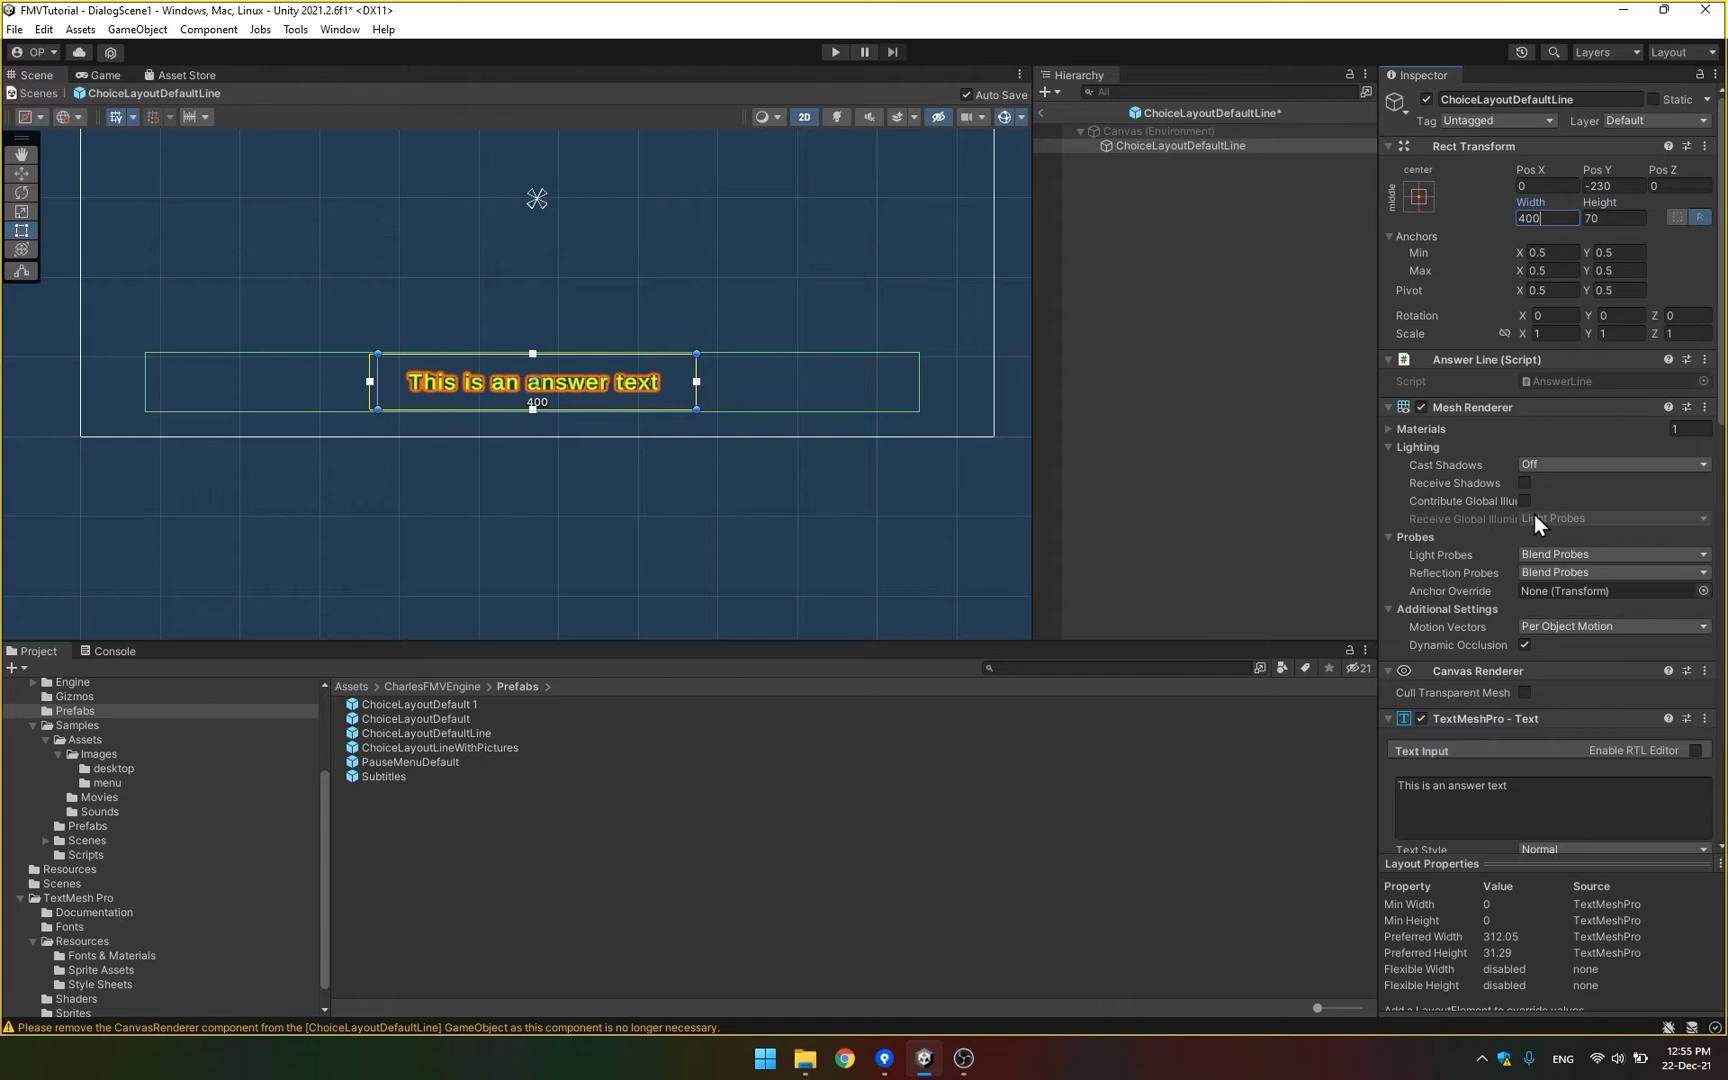 FMVTutorial - DialogScene1 - Windows, Mac, Linux - Unity 2021.2.6f1* <DX11>
File Edit Assets GameObject Component Jobs Tools Window Help
OP Layers Layout
Scene Game Asset Store
Scenes ChoiceLayoutDefaultLine Auto Save
2D
This is an answer text
400
Hierarchy
All
ChoiceLayoutDefaultLine*
Canvas (Environment)
ChoiceLayoutDefaultLine
Inspector
ChoiceLayoutDefaultLine Static
Tag Untagged Layer Default
Rect Transform
center
middle
Pos X Pos Y Pos Z
0 -230 0
Width Height
400 70 R
Anchors
Min X 0.5 Y 0.5
Max X 0.5 Y 0.5
Pivot X 0.5 Y 0.5
Rotation X 0 Y 0 Z 0
Scale X 1 Y 1 Z 1
# Answer Line (Script)
Script AnswerLine
Mesh Renderer
Materials 1
Lighting
Cast Shadows Off
Receive Shadows
Contribute Global Illu
Receive Global Illumin Light Probes
Probes
Light Probes Blend Probes
Reflection Probes Blend Probes
Anchor Override None (Transform)
Additional Settings
Motion Vectors Per Object Motion
Dynamic Occlusion
Canvas Renderer
Cull Transparent Mesh
T TextMeshPro - Text
Text Input Enable RTL Editor
This is an answer text
Text Style Normal
Layout Properties
Property Value Source
Min Width 0 TextMeshPro
Min Height 0 TextMeshPro
Preferred Width 312.05 TextMeshPro
Preferred Height 31.29 TextMeshPro
Flexible Width disabled none
Flexible Height disabled none
Add a LayoutElement to override values
Project Console
21
Engine
Gizmos
Prefabs
Samples
Assets
Images
desktop
menu
Movies
Sounds
Prefabs
Scenes
Scripts
Resources
Scenes
TextMesh Pro
Documentation
Fonts
Resources
Fonts & Materials
Sprite Assets
Style Sheets
Shaders
Sprites
Assets > CharlesFMVEngine > Prefabs >
ChoiceLayoutDefault 1
ChoiceLayoutDefault
ChoiceLayoutDefaultLine
ChoiceLayoutLineWithPictures
PauseMenuDefault
Subtitles
Please remove the CanvasRenderer component from the [ChoiceLayoutDefaultLine] GameObject as this component is no longer necessary.
ENG
12:55 PM
22-Dec-21